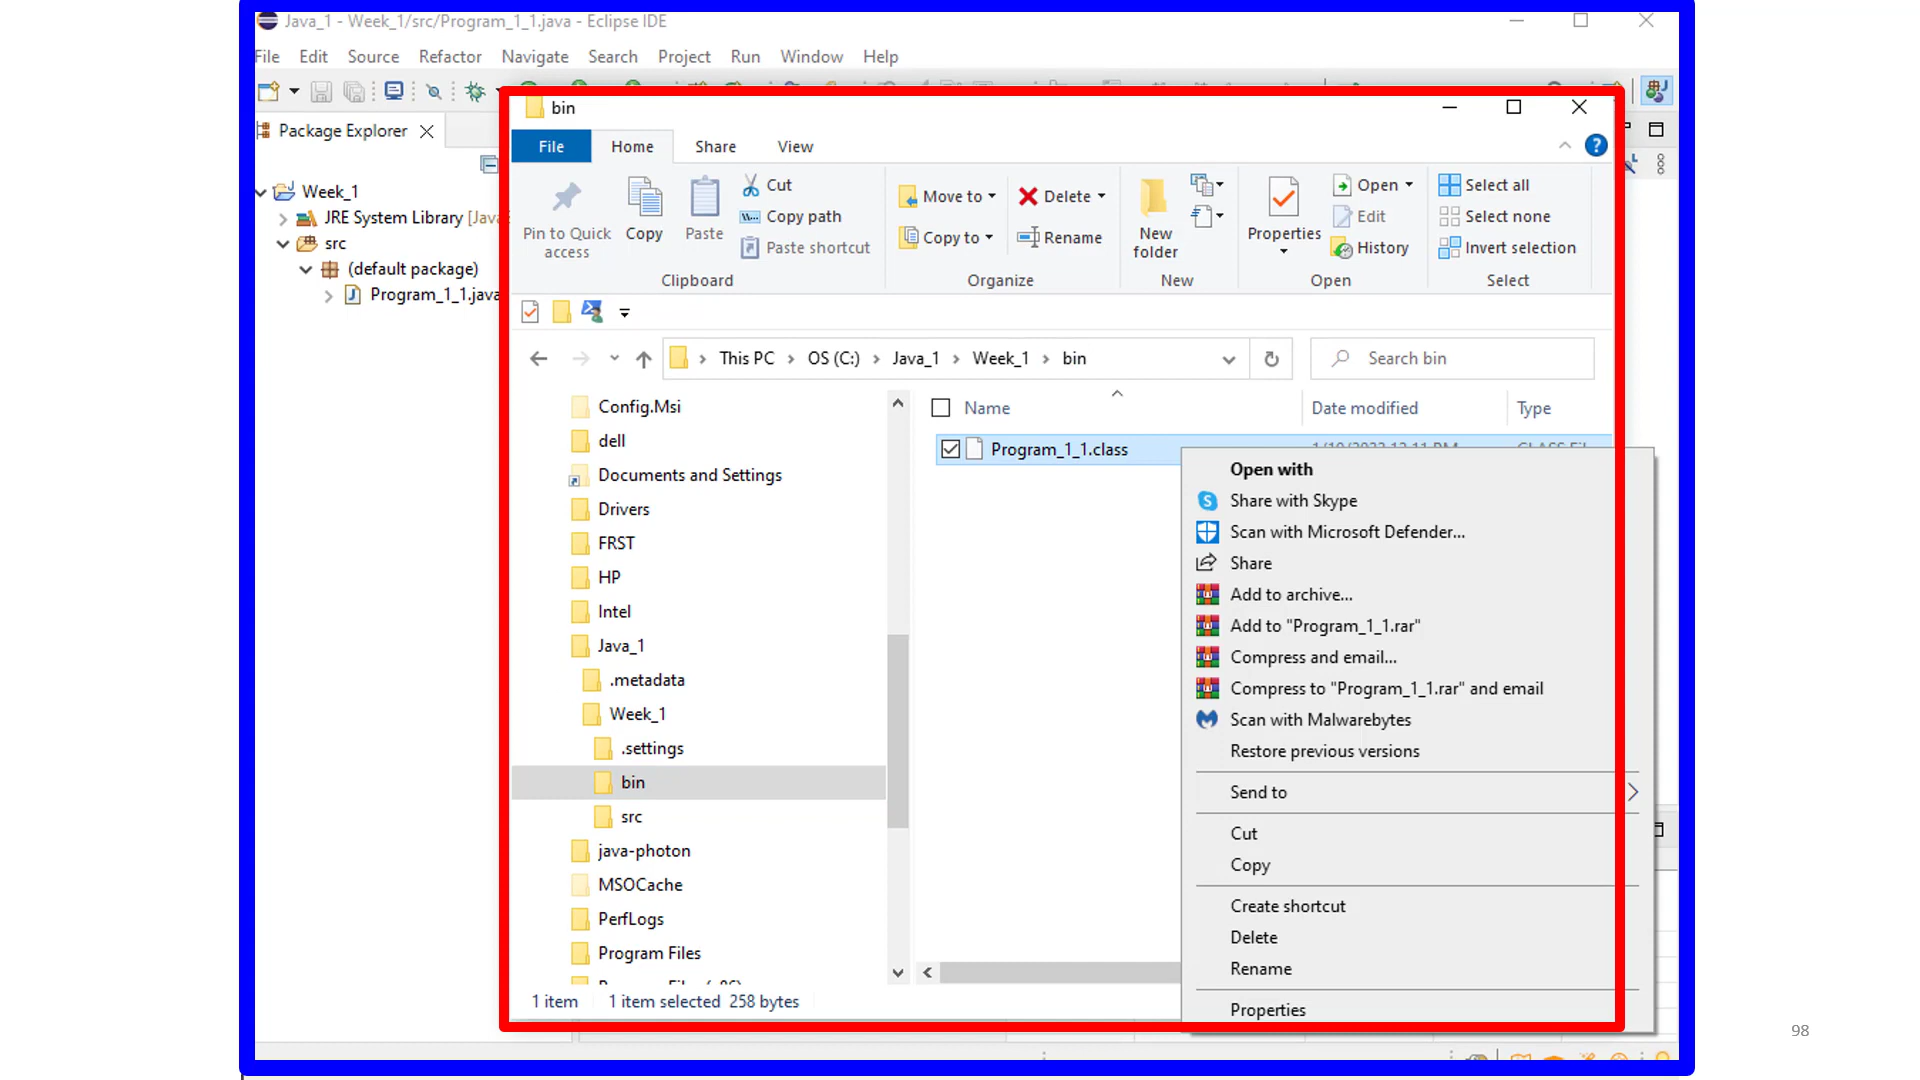 Java_1 - Week_1/src/Program_1_1.java - Eclipse IDE
File Edit Source Refactor Navigate Search Project Run Window Help
Package Explorer
Week_1
JRE System Library [Java
src
(default package)
Program_1_1.java
bin
File Home Share View
Pin to Quick access
Copy
Paste
Cut
Copy path
Paste shortcut
Clipboard
Move to
Copy to
Delete
Rename
Organize
New folder
New
Properties
Open
Edit
History
Open
Select all
Select none
Invert selection
Select
This PC OS (C:) Java_1 Week_1 bin
Search bin
Config.Msi
dell
Documents and Settings
Drivers
FRST
HP
Intel
Java_1
.metadata
Week_1
.settings
bin
src
java-photon
MSOCache
PerfLogs
Program Files
Name Date modified Type
Program_1_1.class
Open with
Share with Skype
Scan with Microsoft Defender...
Share
Add to archive...
Add to "Program_1_1.rar"
Compress and email...
Compress to "Program_1_1.rar" and email
Scan with Malwarebytes
Restore previous versions
Send to
Cut
Copy
Create shortcut
Delete
Rename
Properties
1 item 1 item selected 258 bytes
98